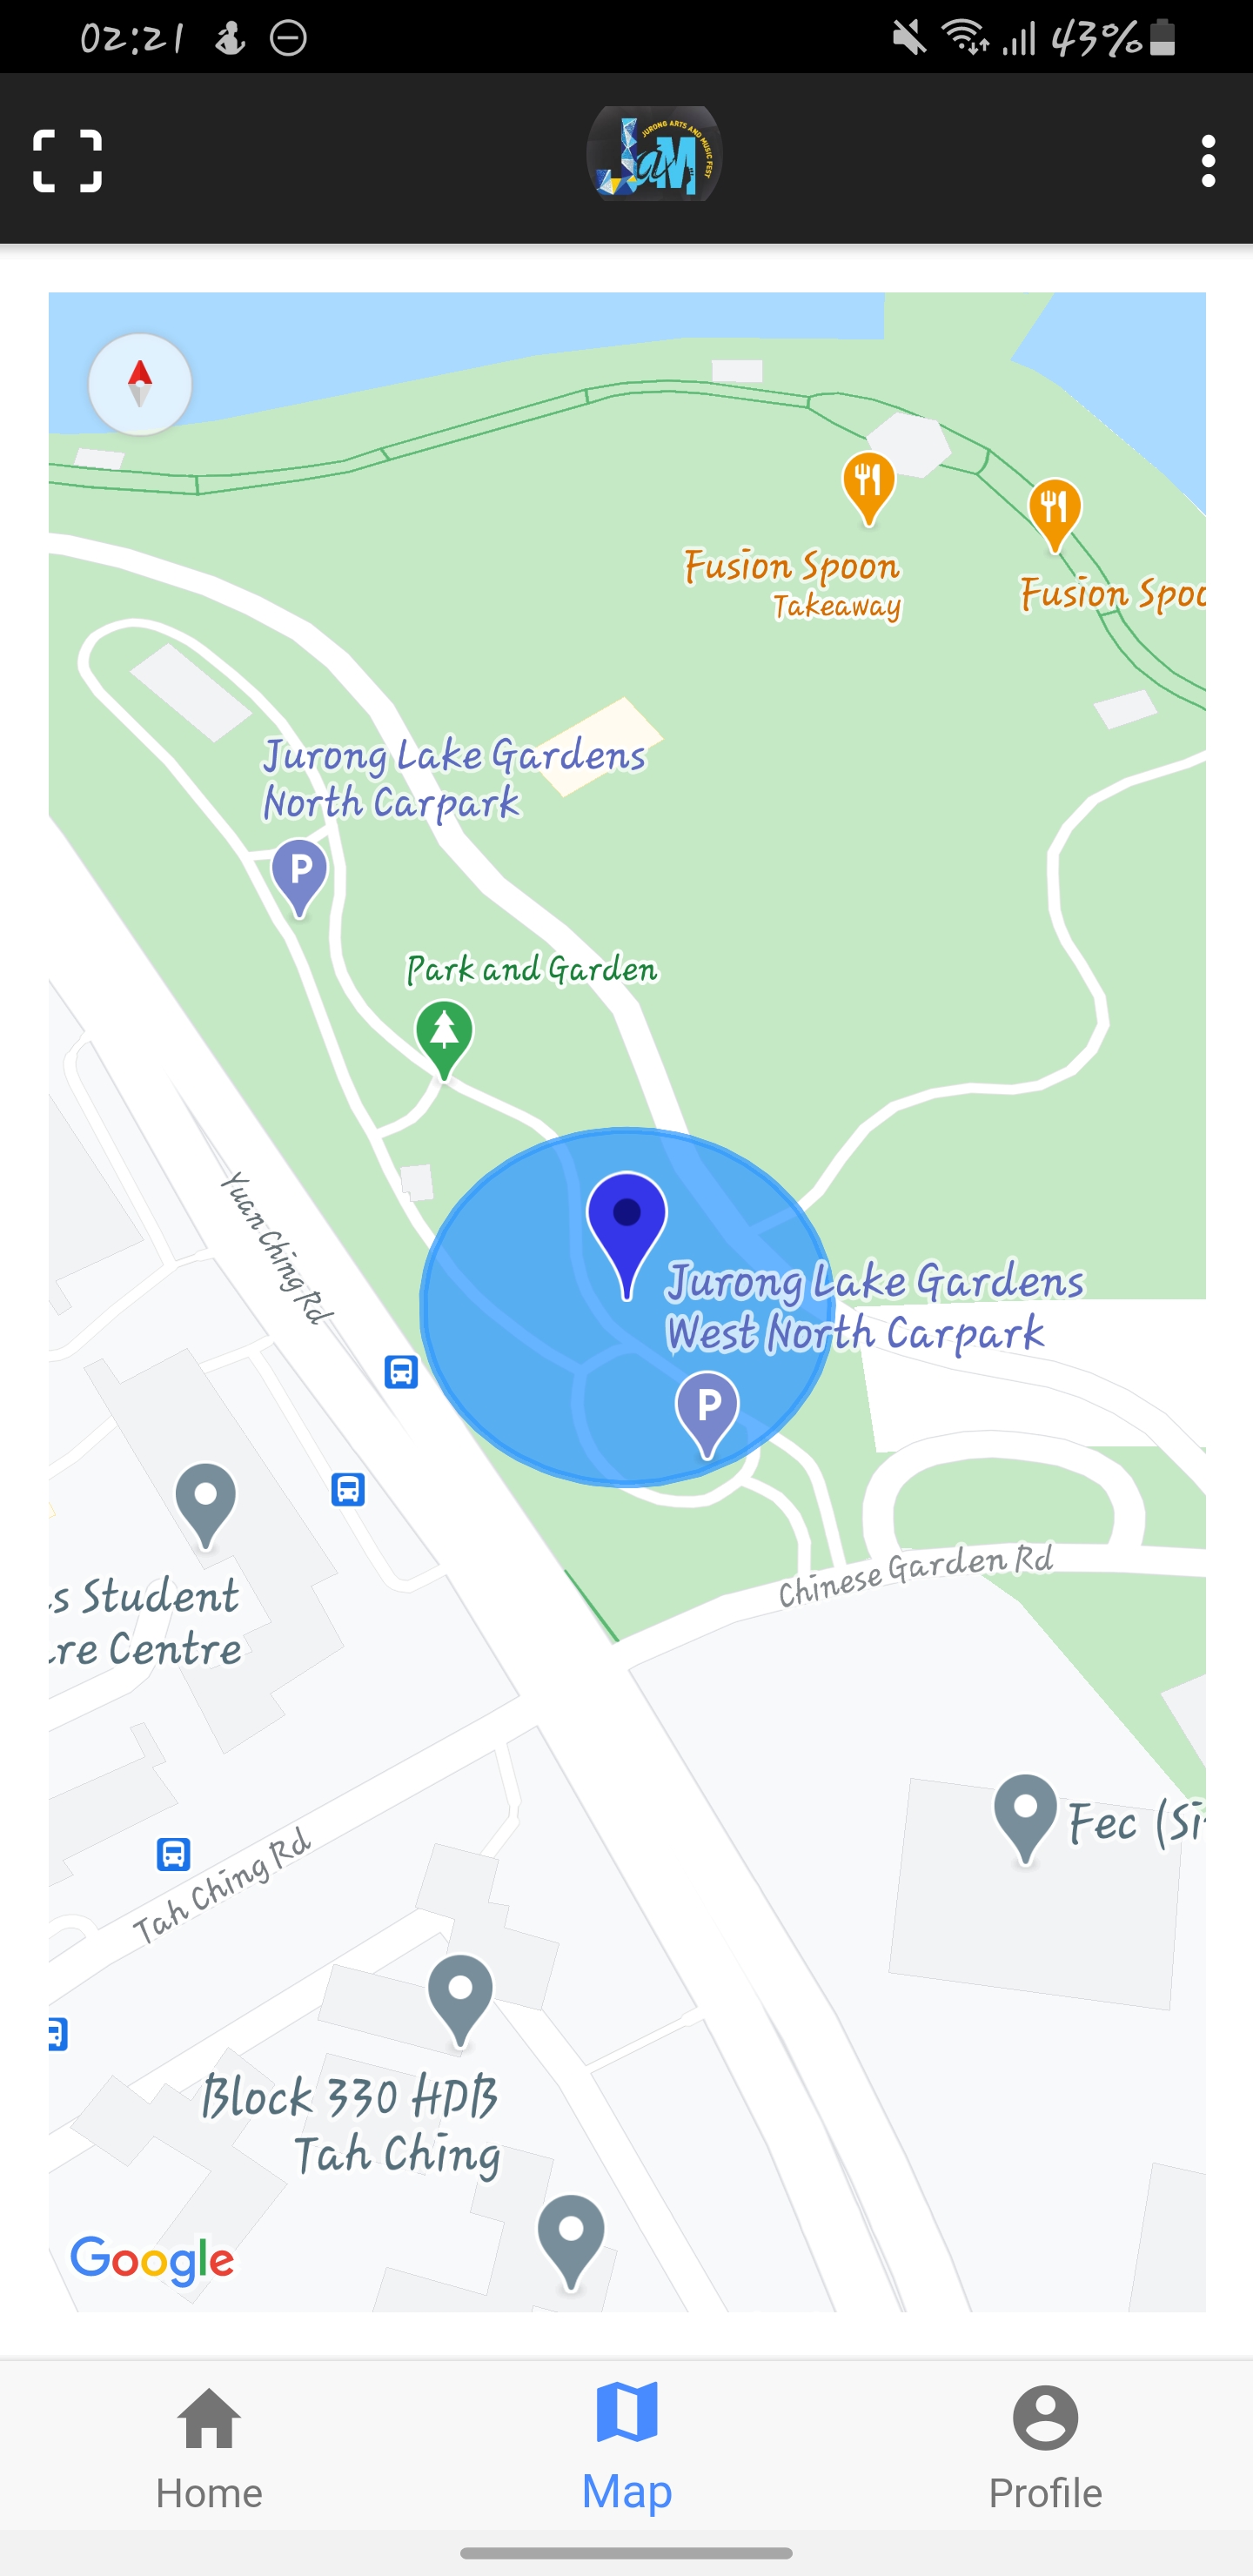 02:21
43%
JURONG ARTS AND MUSIC FEST
JaM
Fusion Spoon
Takeaway
Fusion Spoo
Jurong Lake Gardens
North Carpark
P
Park and Garden
Yuan Ching Rd
Jurong Lake Gardens
West North Carpark
P
Chinese Garden Rd
s Student
re Centre
Fec (Si
Tah Ching Rd
Block 330 HDB
Tah Ching
Google
Home
Map
Profile